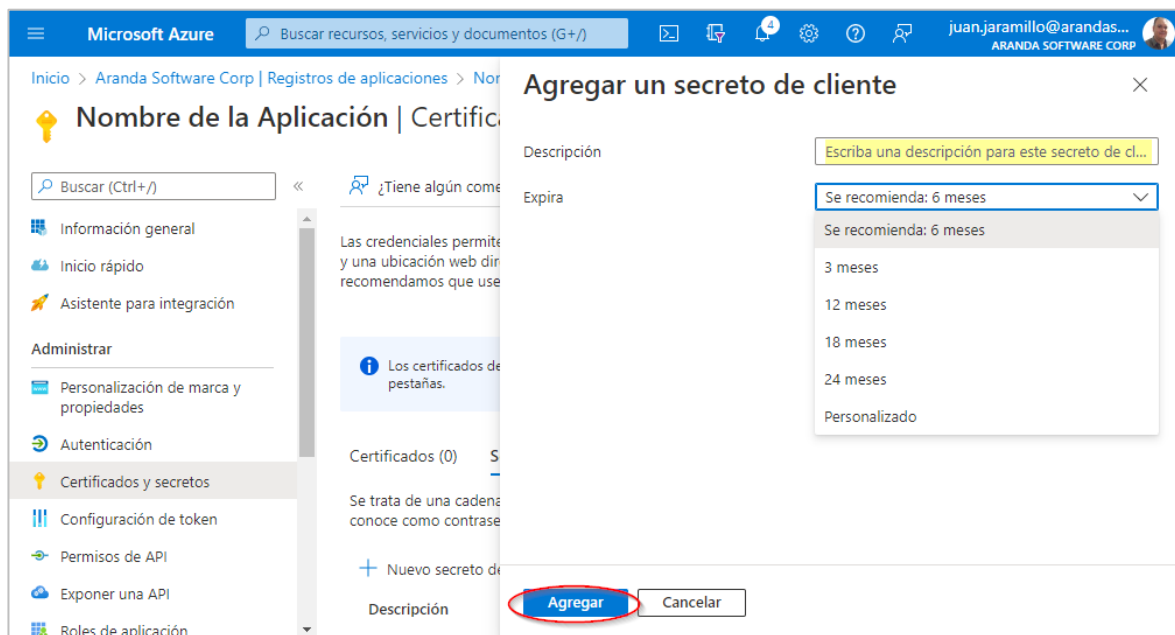 Microsoft Azure
Buscar recursos, servicios y documentos (G+/)
4
juan.jaramillo@arandas...
ARANDA SOFTWARE CORP
Inicio > Aranda Software Corp | Registros de aplicaciones > Nor
Nombre de la Aplicación | Certific
Buscar (Ctrl+/)
«
Información general
Inicio rápido
Asistente para integración
Administrar
Personalización de marca y
propiedades
Autenticación
Certificados y secretos
Configuración de token
Permisos de API
Exponer una API
Roles de aplicación
¿Tiene algún come
Las credenciales permite
y una ubicación web dir
recomendamos que use
Los certificados de
pestañas.
Certificados (0) S
Se trata de una cadena
conoce como contrase
Nuevo secreto de
Descripción
Agregar un secreto de cliente
Descripción
Escriba una descripción para este secreto de cl...
Expira
Se recomienda: 6 meses
Se recomienda: 6 meses
3 meses
12 meses
18 meses
24 meses
Personalizado
Agregar
Cancelar